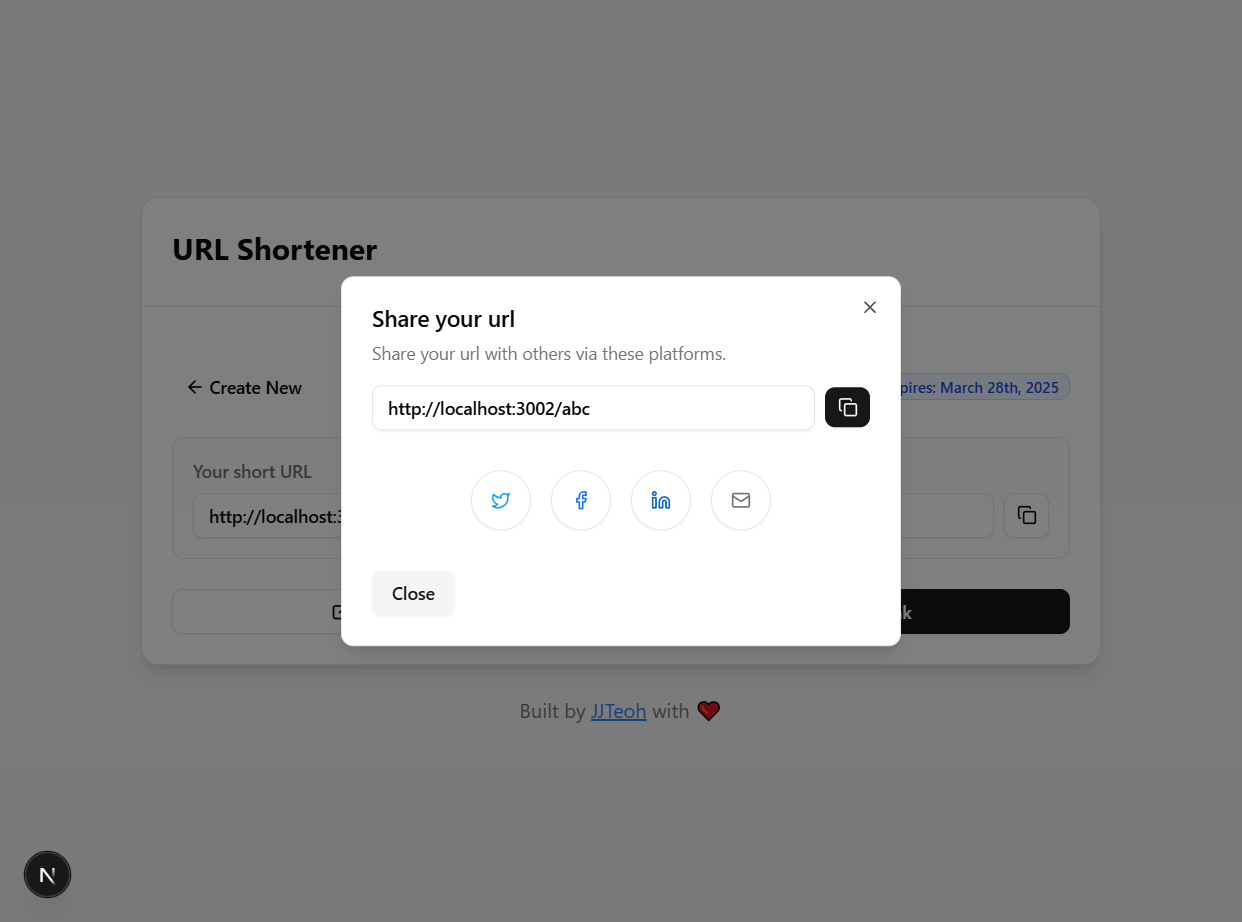 URL Shortener
Share your url
Share your url with others via these platforms.
Create New
pires: March 28th, 2025
http://localhost:3002/abc
Your short URL
http://localhost:3
Close
k
Built by JJTeoh with
N